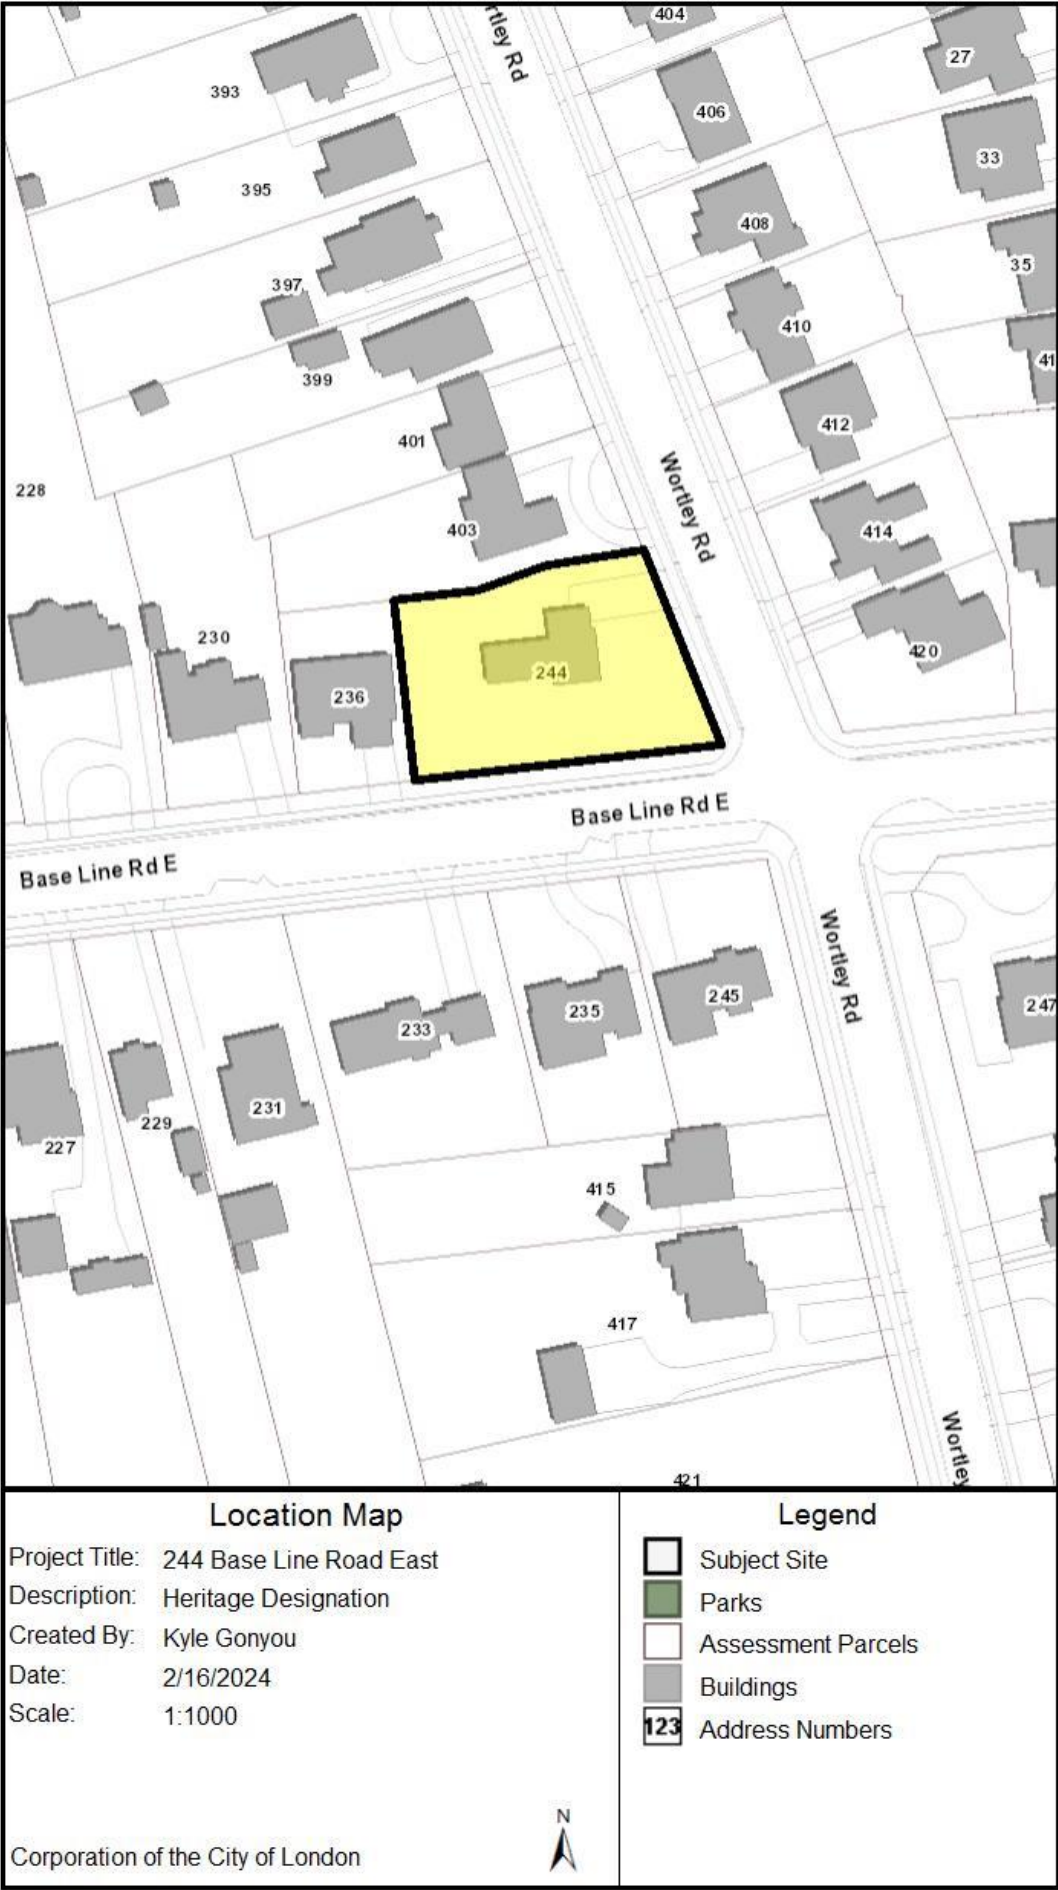 404
rtley Rd
27
393
406
33
395
408
35
397
410
41
399
412
401
Wortley Rd
228
403
414
230
420
244
236
Base Line Rd E
Base Line Rd E
Wortley Rd
245
235
247
233
231
229
227
415
417
Wortley
421
Location Map
Project Title: 244 Base Line Road East
Description: Heritage Designation
Created By: Kyle Gonyou
Date: 2/16/2024
Scale: 1:1000
N
Corporation of the City of London
Legend
Subject Site
Parks
Assessment Parcels
Buildings
123 Address Numbers